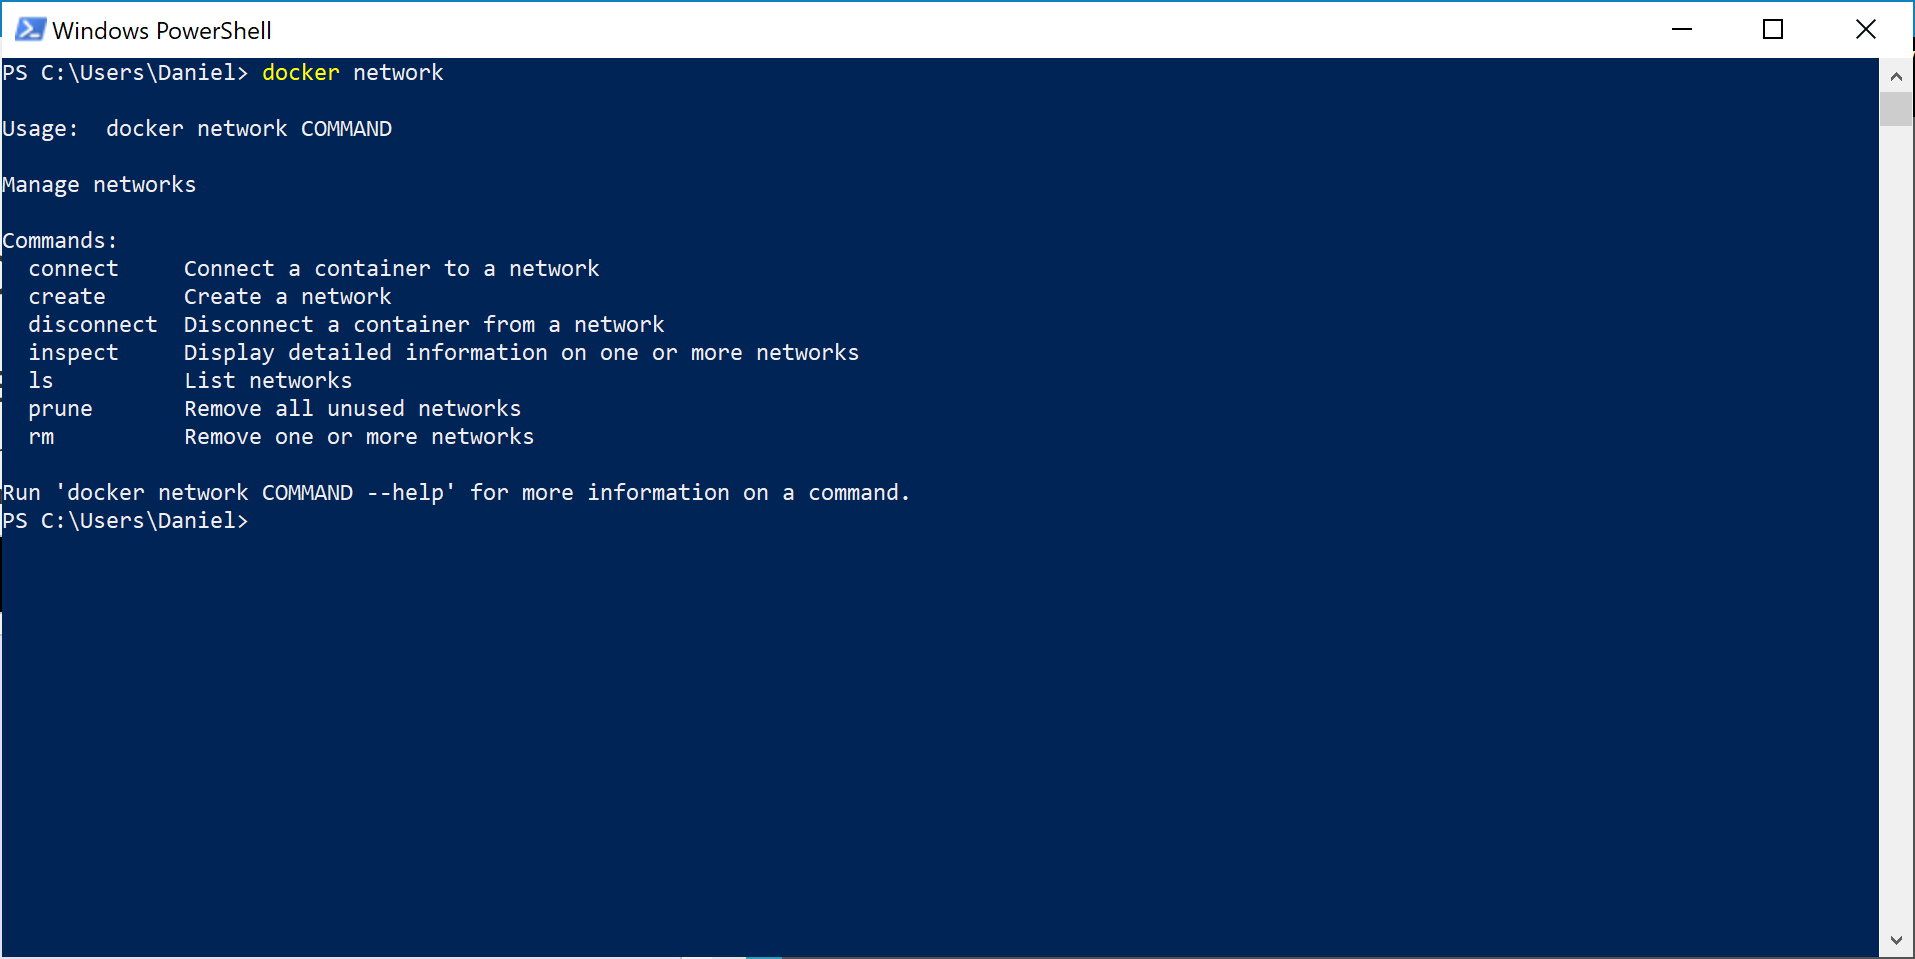 Windows PowerShell
PS C:\Users\Daniel> docker network
Usage:  docker network COMMAND
Manage networks
Commands:
  connect     Connect a container to a network
  create      Create a network
  disconnect  Disconnect a container from a network
  inspect     Display detailed information on one or more networks
  ls          List networks
  prune       Remove all unused networks
  rm          Remove one or more networks
Run 'docker network COMMAND --help' for more information on a command.
PS C:\Users\Daniel>